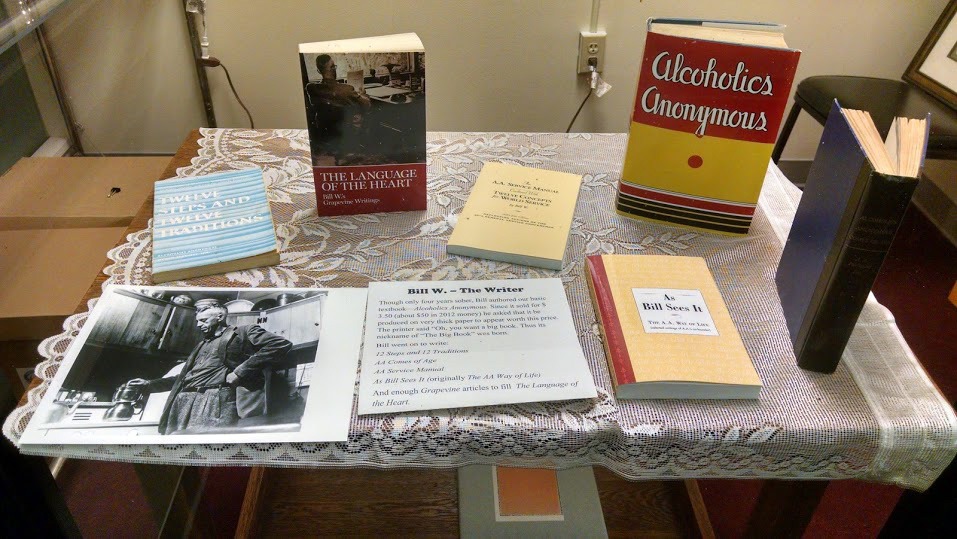 THE LANGUAGE
OF THE HEART
Bill W.'s
Grapevine Writings
Alcoholics
Anonymous
TWELVE
STEPS AND
TWELVE
TRADITIONS
A.A. SERVICE MANUAL
Combined With
TWELVE CONCEPTS
for WORLD SERVICE
by Bill W.
Bill W. – The Writer
Though only four years sober, Bill authored our basic
textbook—Alcoholics Anonymous. Since it sold for $
3.50 (about $50 in 2012 money) he asked that it be
produced on very thick paper to appear worth this price.
The printer said "Oh, you want a big book. Thus its
nickname of "The Big Book" was born.
Bill went on to write:
12 Steps and 12 Traditions
AA Comes of Age
AA Service Manual
As Bill Sees It (originally The AA Way of Life)
And enough Grapevine articles to fill The Language of
the Heart.
As
Bill Sees It
THE A.A. WAY OF LIFE